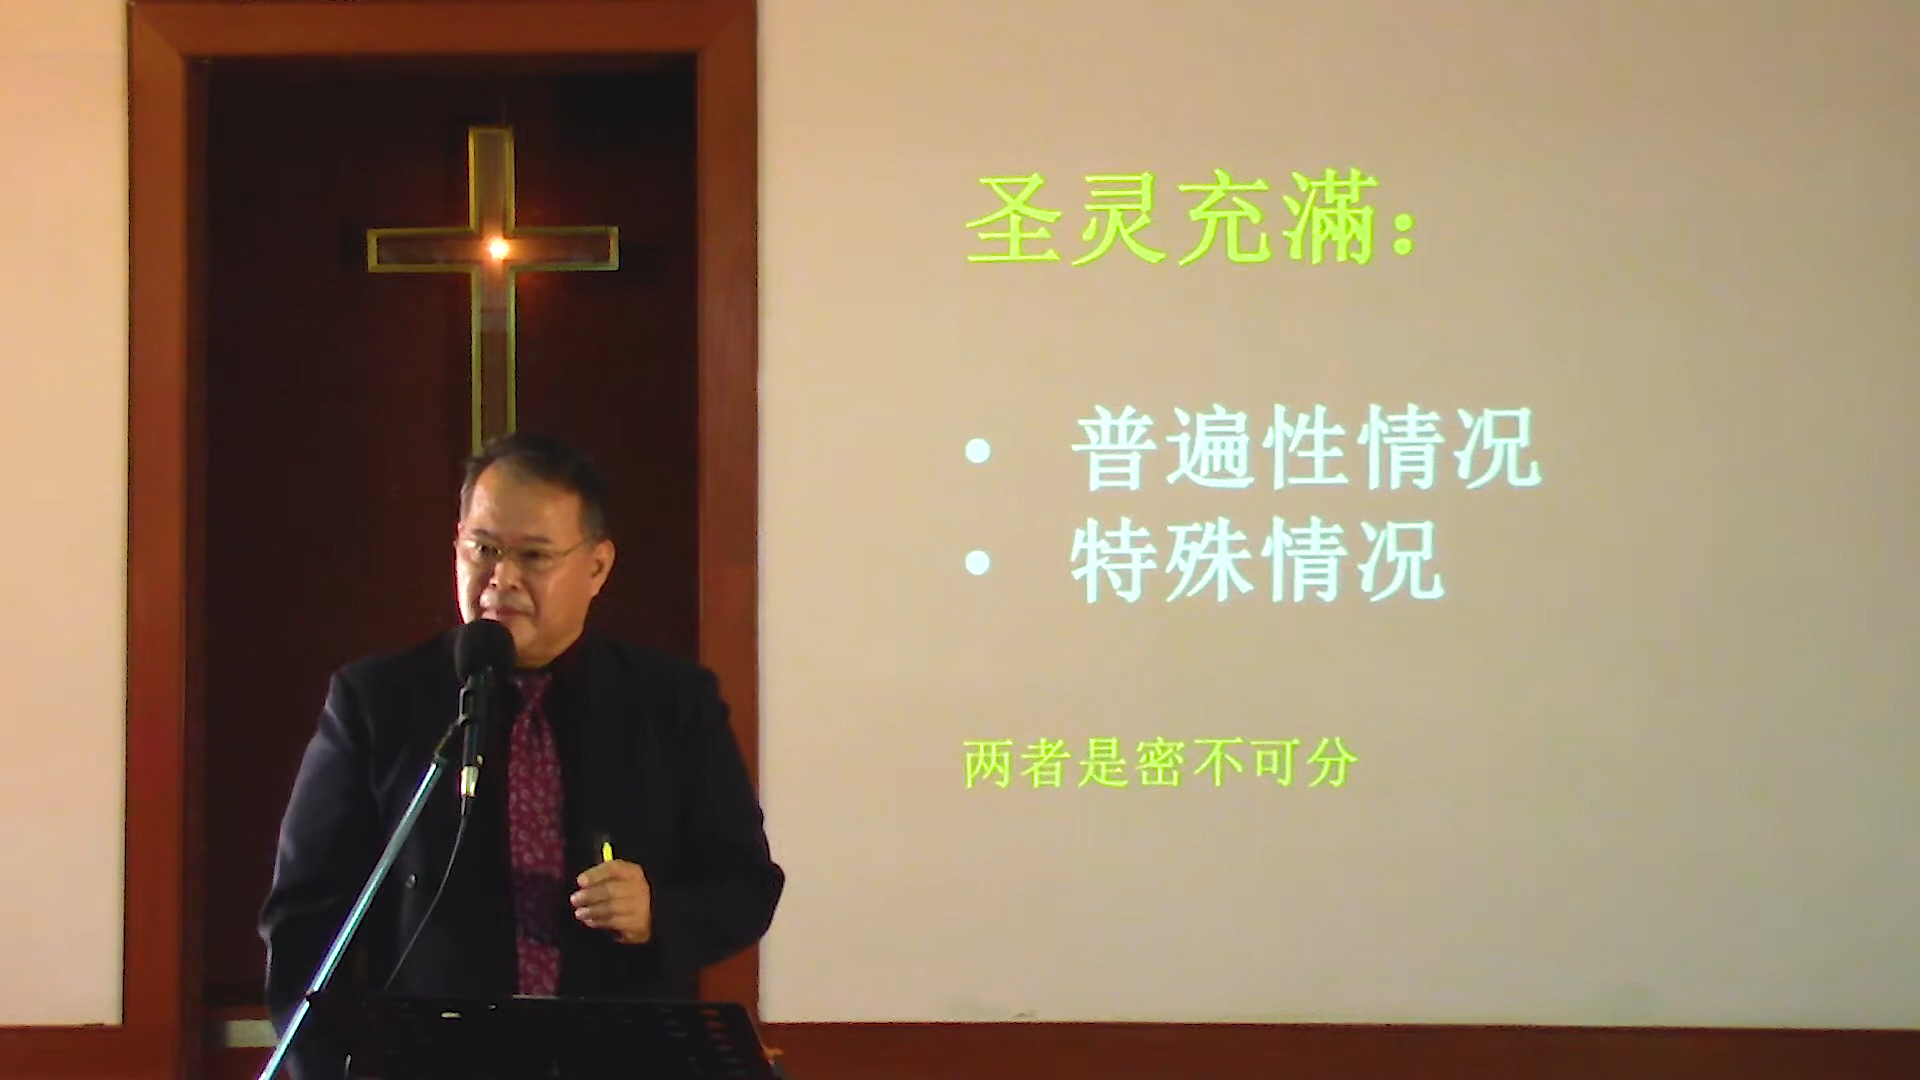 圣灵充滿：
• 普遍性情况
• 特殊情况
两者是密不可分